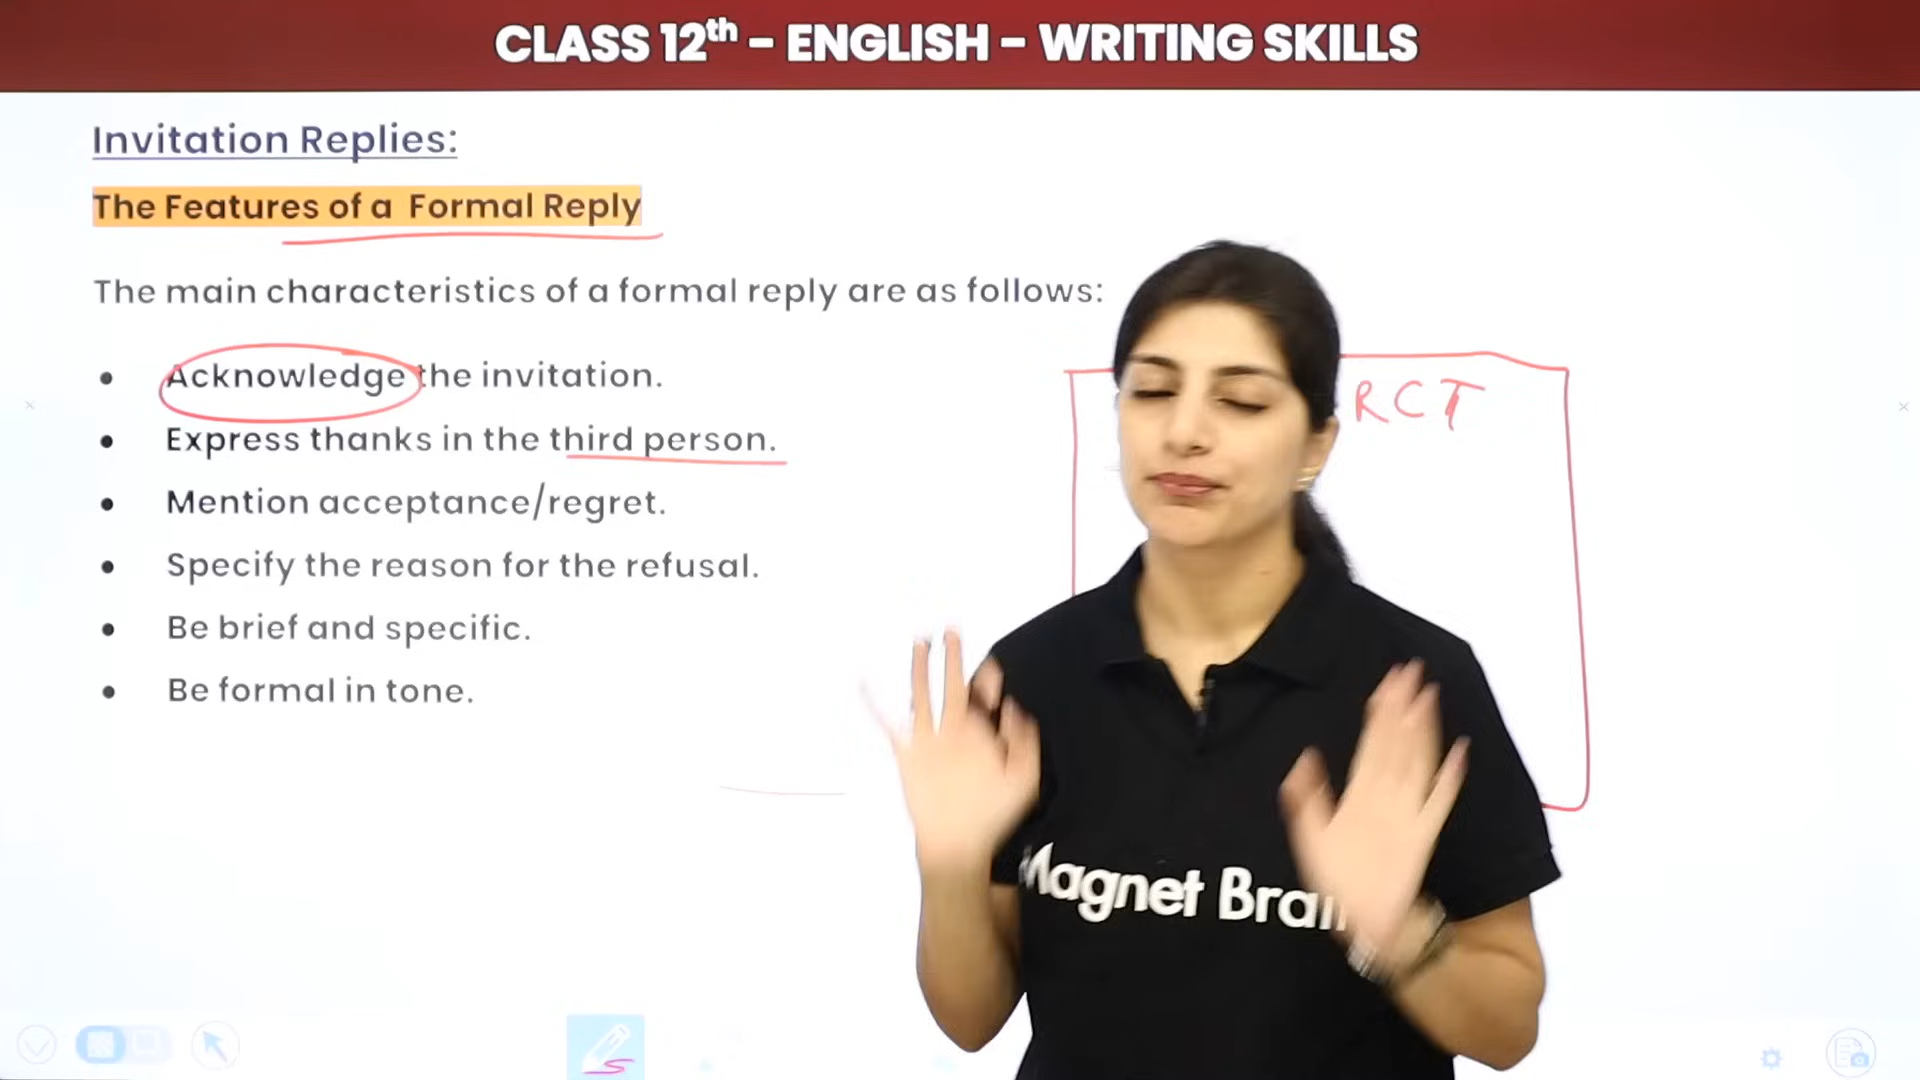 CLASS 12th – ENGLISH – WRITING SKILLS
Invitation Replies:
The Features of a Formal Reply
The main characteristics of a formal reply are as follows:
• Acknowledge the invitation.
• Express thanks in the third person.
• Mention acceptance/regret.
• Specify the reason for the refusal.
• Be brief and specific.
• Be formal in tone.
RCT
Magnet